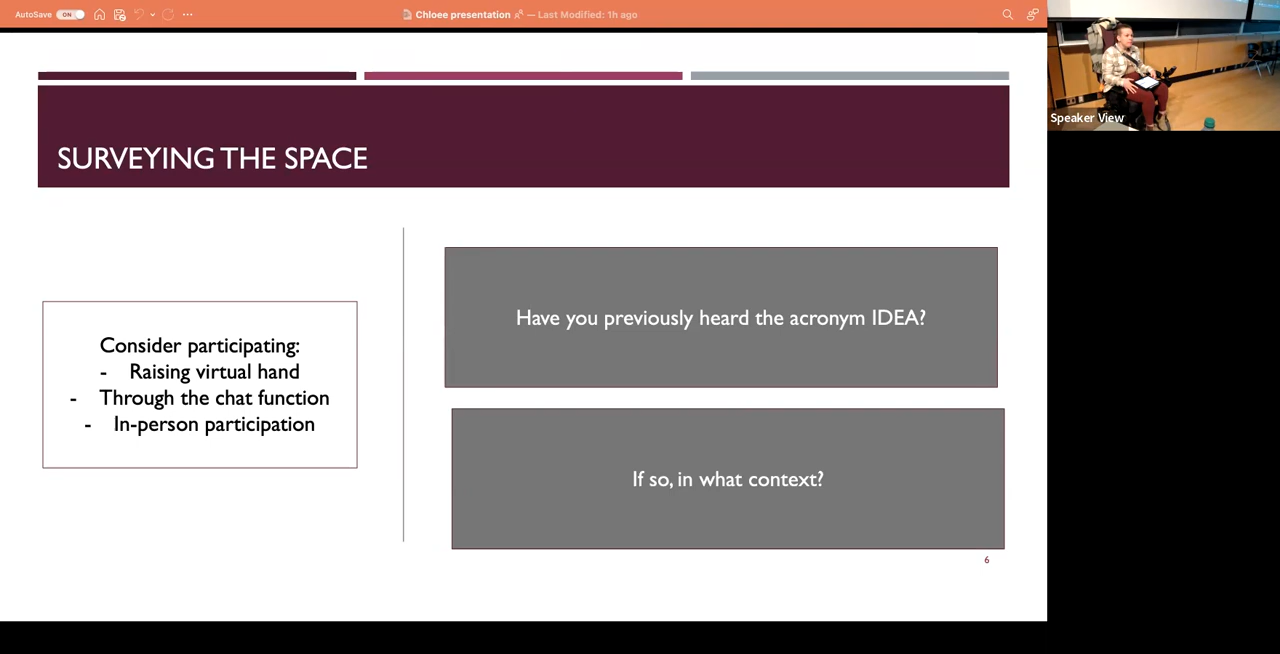 AutoSave ON Chloee presentation — Last Modified: 1h ago
SURVEYING THE SPACE
Consider participating:
- Raising virtual hand
- Through the chat function
- In-person participation
Have you previously heard the acronym IDEA?
If so, in what context?
6
Speaker View